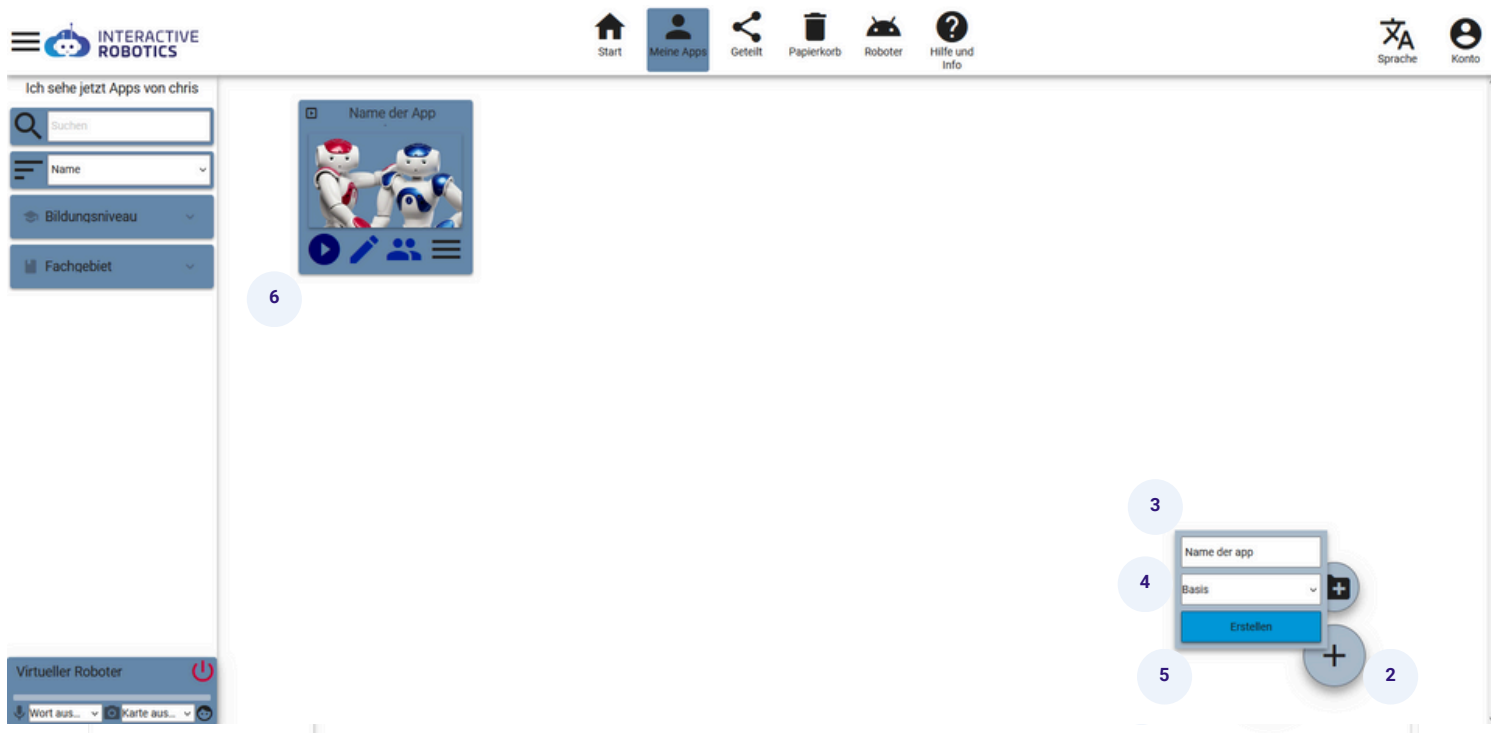 INTERACTIVE
ROBOTICS
Start
Meine Apps
Geteilt
Papierkorb
Roboter
Hilfe und
Info
Sprache
Konto
Ich sehe jetzt Apps von chris
Suchen
Name
Bildungsniveau
Fachgebiet
Name der App
6
3
Name der app
4
Basis
Erstellen
5
2
Virtueller Roboter
Wort aus...
Karte aus...